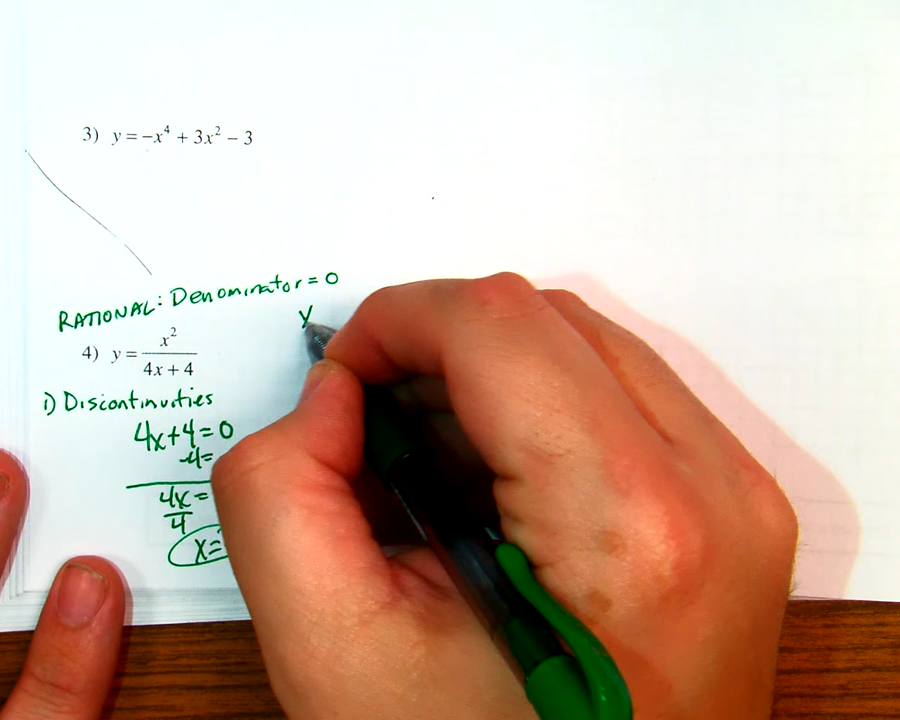 3) y = −x⁴ + 3x² − 3
RATIONAL: Denominator = 0
4) y = x² / (4x + 4)
y
1) Discontinuities
4x+4=0
-4=
4x=
4
x=